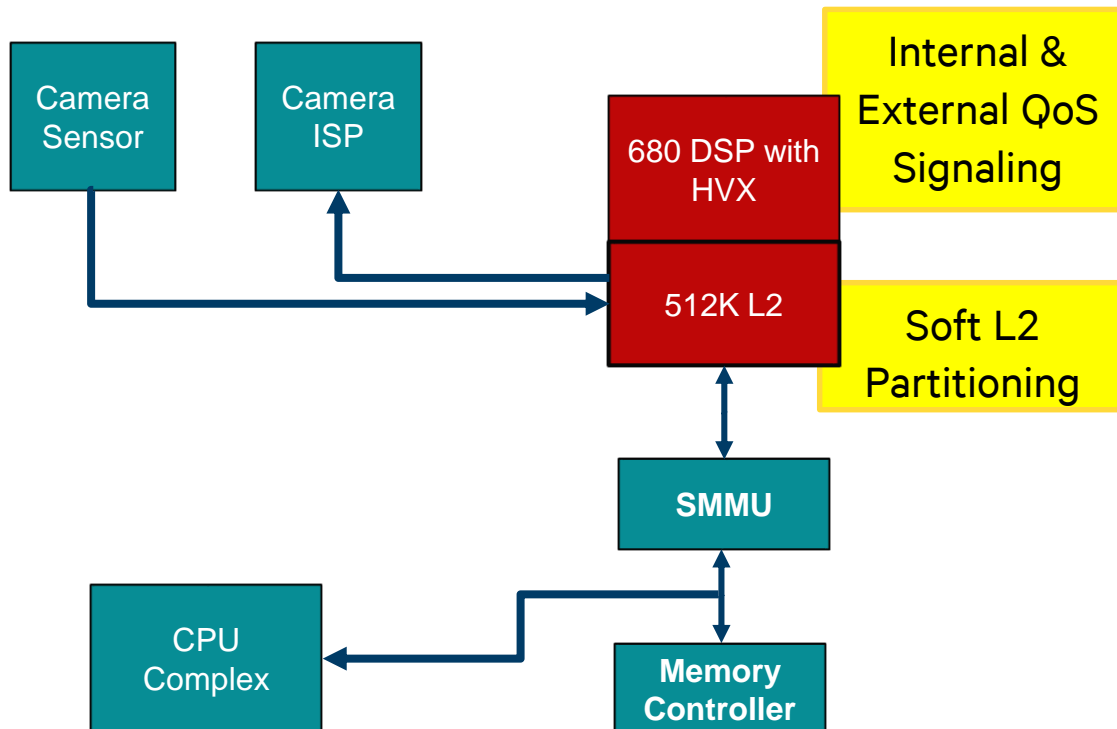 Camera
Sensor
Camera
ISP
680 DSP with
HVX
Internal &
External QoS
Signaling
512K L2
Soft L2
Partitioning
SMMU
CPU
Complex
Memory
Controller